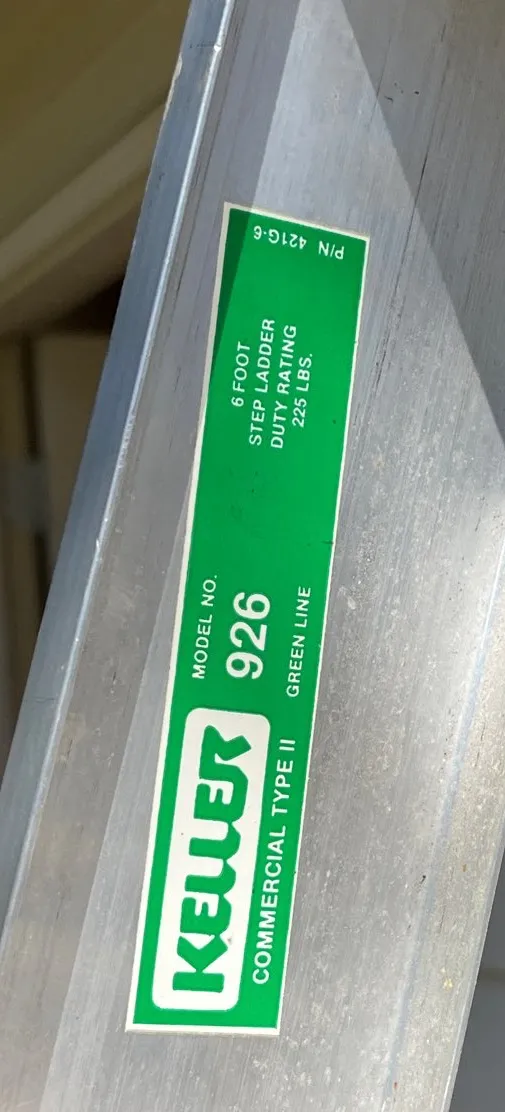 KELLER
COMMERCIAL TYPE II
MODEL NO.
926
GREEN LINE
6 FOOT
STEP LADDER
DUTY RATING
225 LBS.
P/N 421G-6